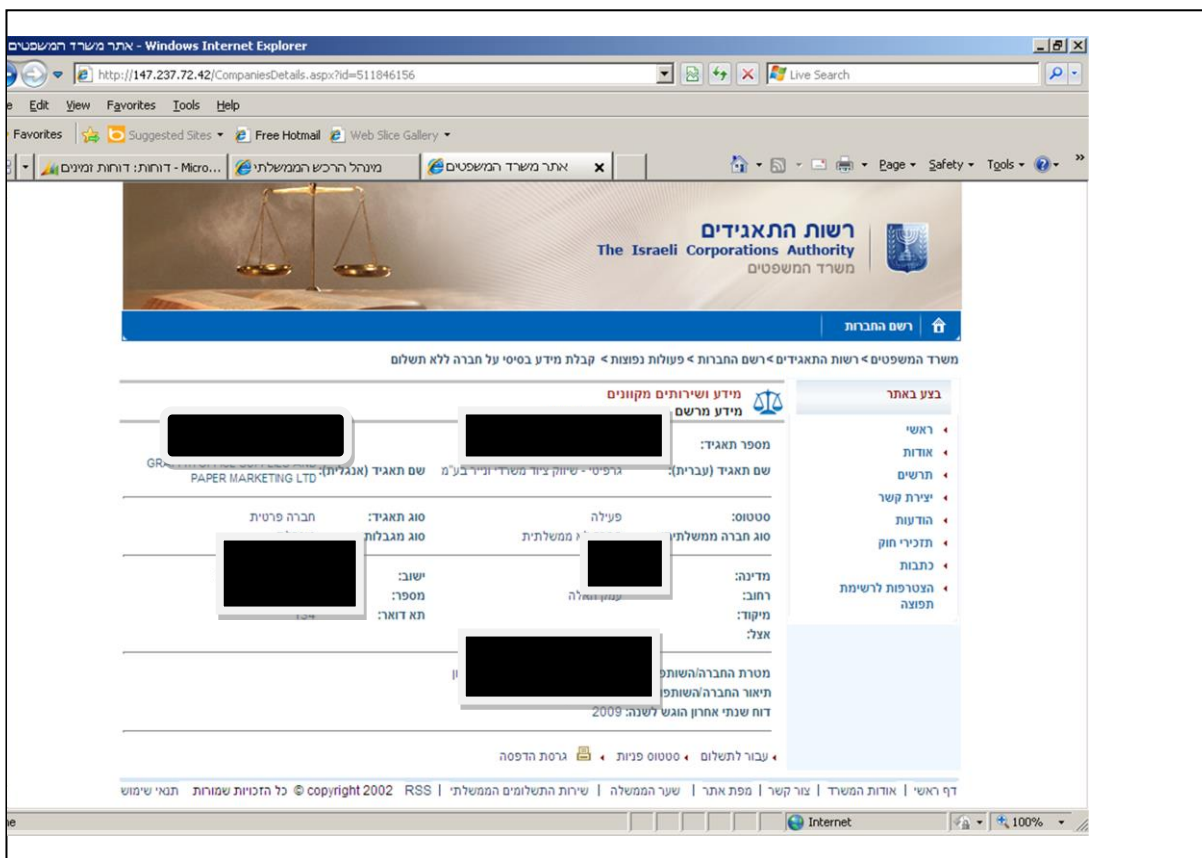 אתר משרד המשפטים - Windows Internet Explorer
http://147.237.72.42/CompaniesDetails.aspx?id=511846156
Live Search
Edit View Favorites Tools Help
Favorites Suggested Sites Free Hotmail Web Slice Gallery
דוחות: דוחות זמינים - Micro...
מינהל הרכש הממשלתי
אתר משרד המשפטים
Page Safety Tools
רשות התאגידים
The Israeli Corporations Authority
משרד המשפטים
רשם החברות
משרד המשפטים > רשות התאגידים > רשם החברות > פעולות נפוצות > קבלת מידע בסיסי על חברה ללא תשלום
בצע באתר
ראשי
אודות
תרשים
יצירת קשר
הודעות
תזכירי חוק
כתבות
הצטרפות לרשימת
תפוצה
מידע ושירותים מקוונים
מידע מרשם
מספר תאגיד:
שם תאגיד (עברית): גרפיטי - שיווק ציוד משרדי ונייר בע"מ שם תאגיד (אנגלית):
PAPER MARKETING LTD
סטטוס: פעילה סוג תאגיד: חברה פרטית
סוג חברה ממשלתית ממשלתית סוג מגבלות
מדינה: ישוב:
רחוב: עמק האלה מספר:
מיקוד: תא דואר: 134
אצל:
מטרת החברה/השותפ
תיאור החברה/השותפו
דוח שנתי אחרון הוגש לשנה: 2009
עבור לתשלום סטטוס פניות גרסת הדפסה
דף ראשי | אודות המשרד | צור קשר | מפת אתר | שער הממשלה | שירות התשלומים הממשלתי | RSS copyright 2002 © כל הזכויות שמורות תנאי שימוש
Internet 100%